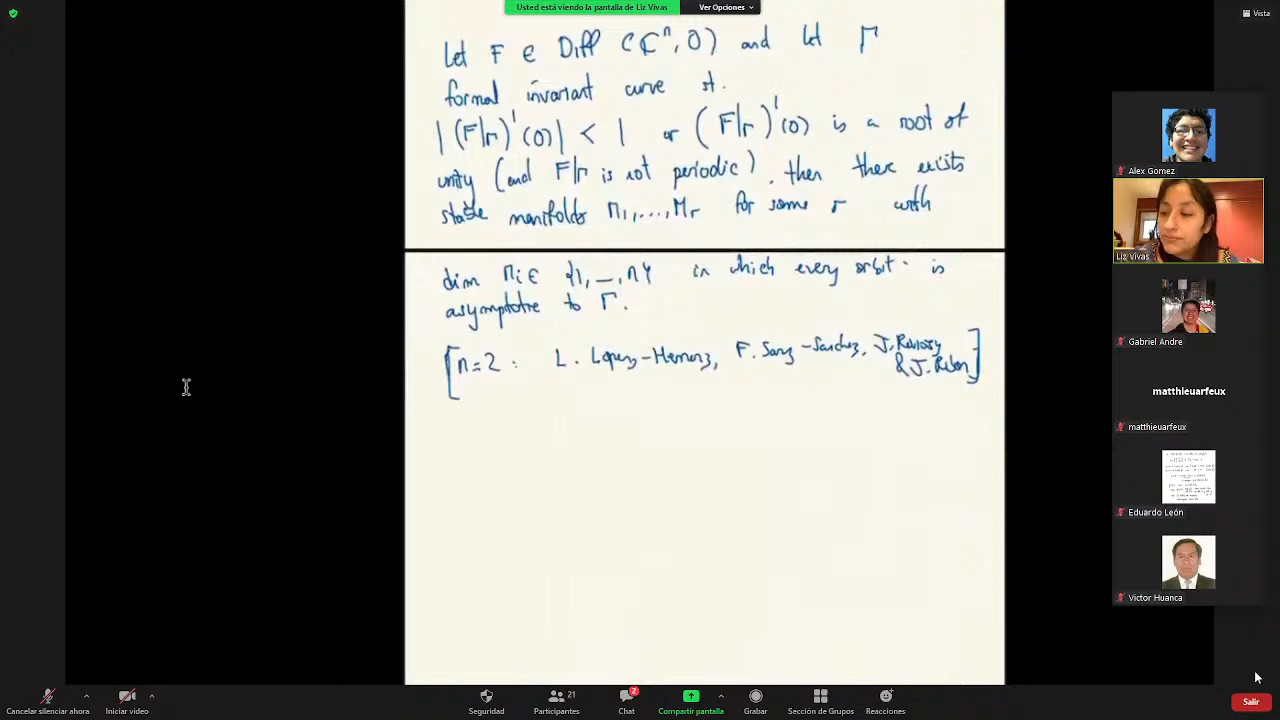 Usted está viendo la pantalla de Liz Vivas
Ver Opciones
Vista
Let F ∈ Diff (ℂⁿ, 0) and let Γ
formal invariant curve st.
|(F|Γ)'(0)| < 1 or (F|Γ)'(0) is a root of
unity (and F|Γ is not periodic). then there exists
stable manifolds M₁, ..., Mr for some r with
dim Mi ∈ {1, ..., n} in which every orbit is
asymptotic to Γ.
[n=2: L. Lopez-Hernanz, F. Sanz-Sanchez, J. Raissy
& J. Ribon]
Alex Gomez
Liz Vivas
Gabriel Andre
matthieuarfeux
matthieuarfeux
Eduardo León
Victor Huanca
Cancelar silenciar ahora
Iniciar video
Seguridad
Participantes
21
Chat
2
Compartir pantalla
Grabar
Sección de Grupos
Reacciones
Salir